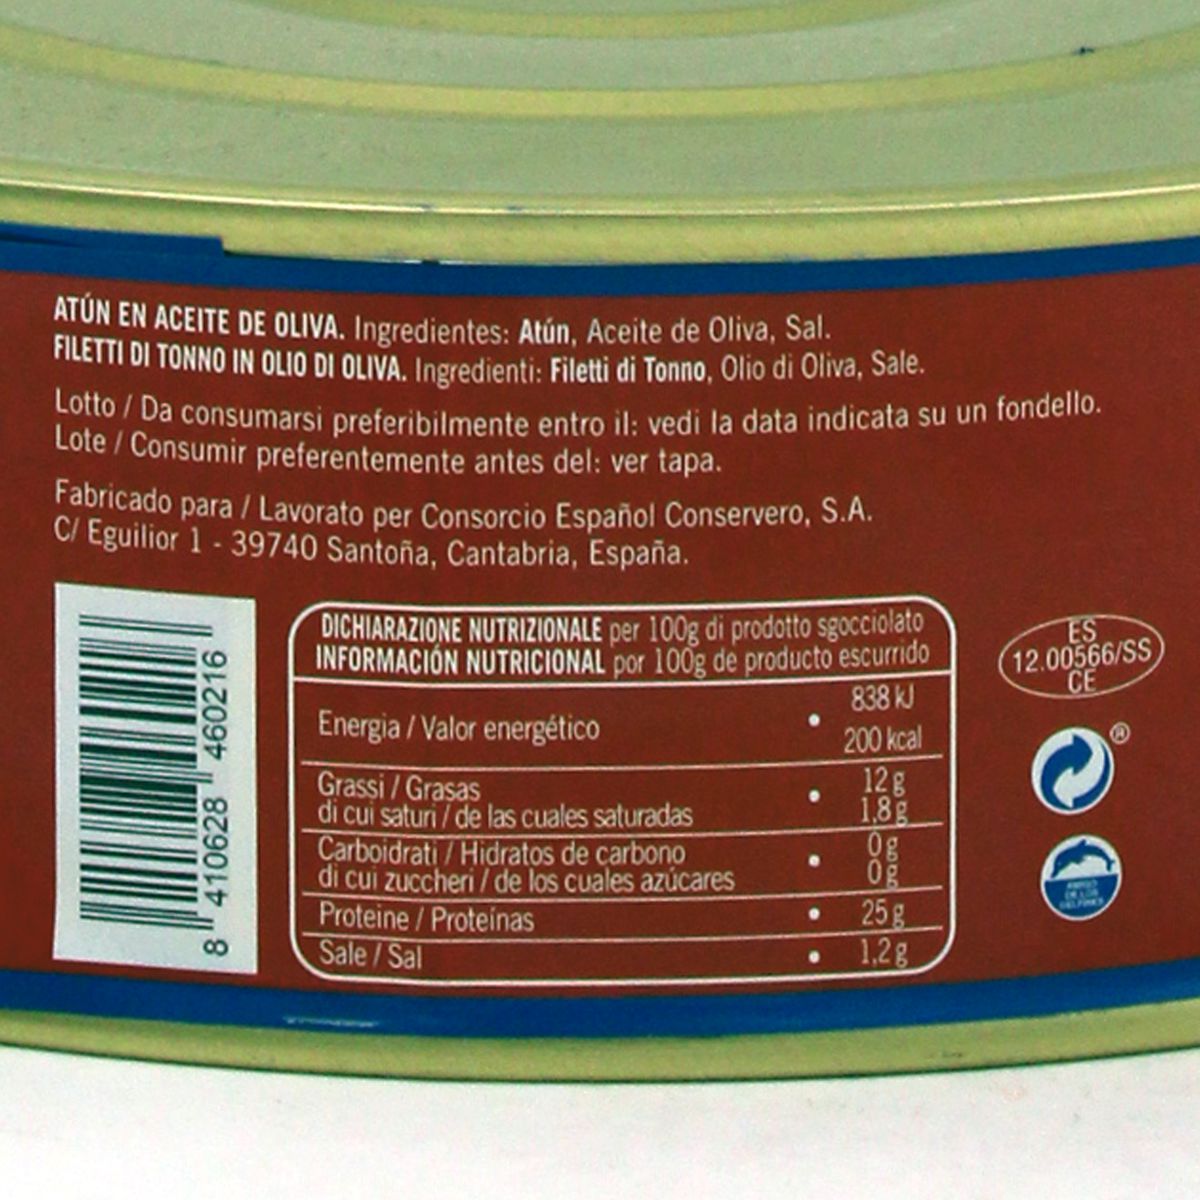 ATÚN EN ACEITE DE OLIVA. Ingredientes: Atún, Aceite de Oliva, Sal.
FILETTI DI TONNO IN OLIO DI OLIVA. Ingredienti: Filetti di Tonno, Olio di Oliva, Sale.
Lotto / Da consumarsi preferibilmente entro il: vedi la data indicata su un fondello.
Lote / Consumir preferentemente antes del: ver tapa.
Fabricado para / Lavorato per Consorcio Español Conservero, S.A.
C/ Eguilior 1 - 39740 Santoña, Cantabria, España.
8 410628 460216
DICHIARAZIONE NUTRIZIONALE per 100g di prodotto sgocciolato
INFORMACIÓN NUTRICIONAL por 100g de producto escurrido
Energia / Valor energético • 838 kJ
200 kcal
Grassi / Grasas • 12 g
di cui saturi / de las cuales saturadas 1,8 g
Carboidrati / Hidratos de carbono • 0 g
di cui zuccheri / de los cuales azúcares 0 g
Proteine / Proteínas • 25 g
Sale / Sal • 1,2 g
ES
12.00566/SS
CE
®